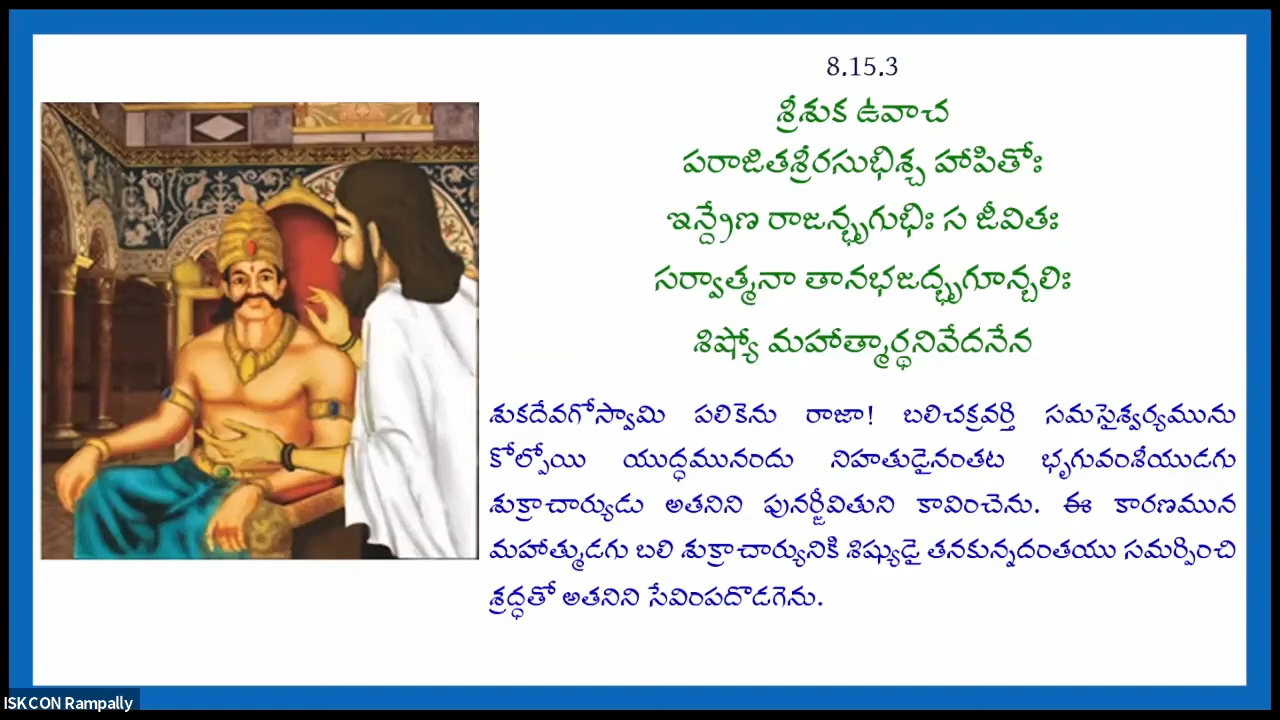 8.15.3
శ్రీశుక ఉవాచ
పరాజితశ్రీరసుభిశ్చ హాపితోః
ఇన్ద్రేణ రాజన్భృగుభిః స జీవితః
సర్వాత్మనా తానభజద్భృగూన్బలిః
శిష్యో మహాత్మార్థనివేదనేన
శుకదేవగోస్వామి పలికెను రాజా! బలిచక్రవర్తి సమసైశ్వర్యమును
కోల్పోయి యుద్ధమునందు నిహతుడైనంతట భృగువంశీయుడగు
శుక్రాచార్యుడు అతనిని పునర్జీవితుని కావించెను. ఈ కారణమున
మహాత్ముడగు బలి శుక్రాచార్యునికి శిష్యుడై తనకున్నదంతయు సమర్పించి
శ్రద్ధతో అతనిని సేవింపదొడగెను.
ISKCON Rampally